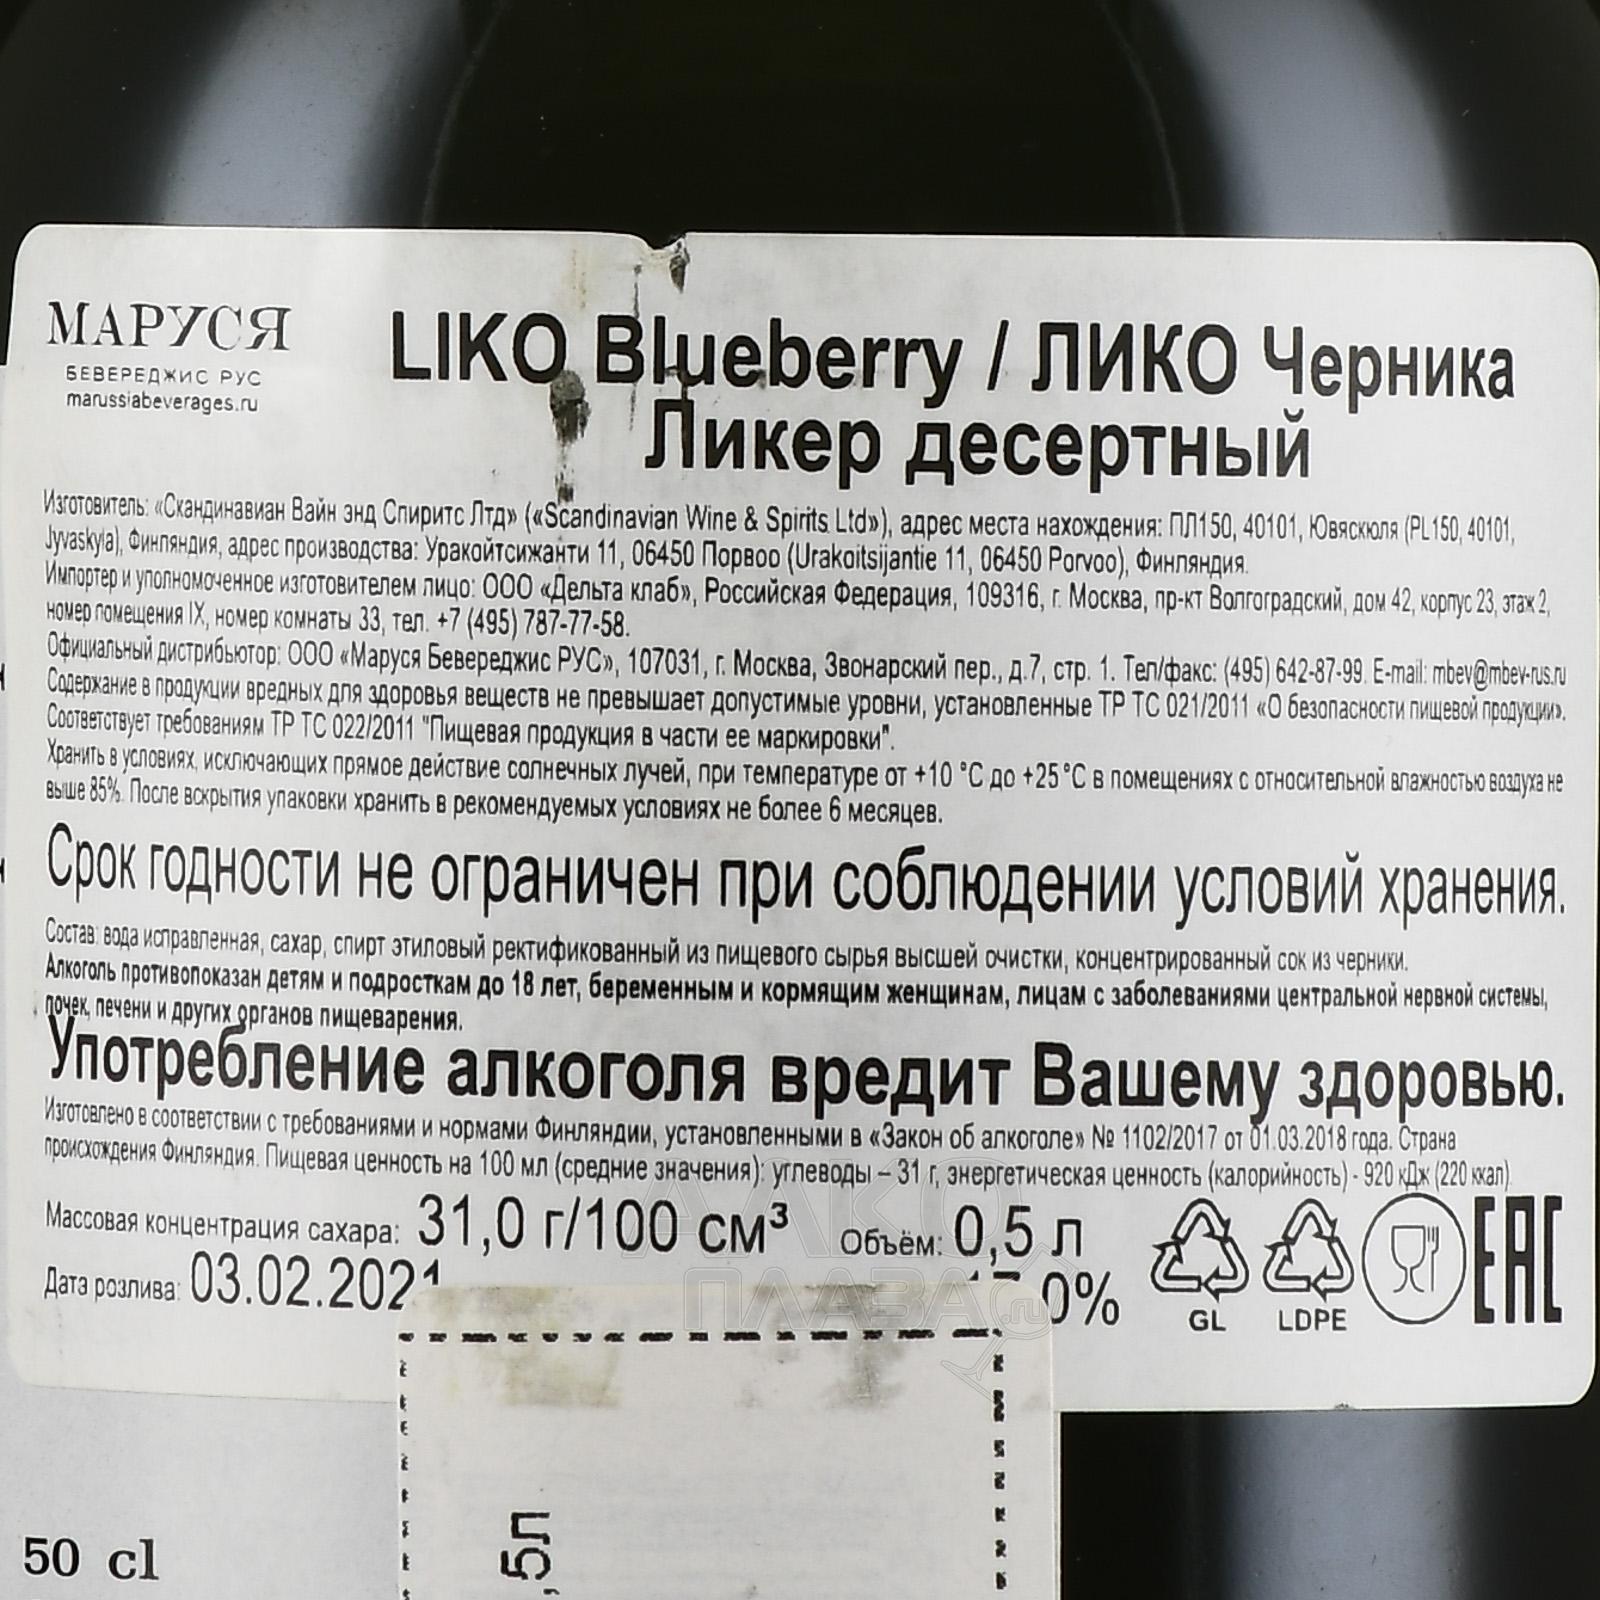 МАРУСЯ
БЕВЕРЕДЖИС РУС
marussiabeverages.ru
LIKO Blueberry / ЛИКО Черника
Ликер десертный
Изготовитель: «Скандинавиан Вайн энд Спиритс Лтд» («Scandinavian Wine & Spirits Ltd»), адрес места нахождения: ПЛ150, 40101, Ювяскюля (PL150, 40101,
Jyvaskyla), Финляндия, адрес производства: Уракойтсижанти 11, 06450 Порвоо (Urakoitsijantie 11, 06450 Porvoo), Финляндия.
Импортер и уполномоченное изготовителем лицо: ООО «Дельта клаб», Российская Федерация, 109316, г. Москва, пр-кт Волгоградский, дом 42, корпус 23, этаж 2,
номер помещения IX, номер комнаты 33, тел. +7 (495) 787-77-58.
Официальный дистрибьютор: ООО «Маруся Бевереджис РУС», 107031, г. Москва, Звонарский пер., д.7, стр. 1. Тел/факс: (495) 642-87-99. E-mail: mbev@mbev-rus.ru
Содержание в продукции вредных для здоровья веществ не превышает допустимые уровни, установленные ТР ТС 021/2011 «О безопасности пищевой продукции».
Соответствует требованиям ТР ТС 022/2011 "Пищевая продукция в части ее маркировки".
Хранить в условиях, исключающих прямое действие солнечных лучей, при температуре от +10 °C до +25 °C в помещениях с относительной влажностью воздуха не
выше 85%. После вскрытия упаковки хранить в рекомендуемых условиях не более 6 месяцев.
Срок годности не ограничен при соблюдении условий хранения.
Состав: вода исправленная, сахар, спирт этиловый ректификованный из пищевого сырья высшей очистки, концентрированный сок из черники.
Алкоголь противопоказан детям и подросткам до 18 лет, беременным и кормящим женщинам, лицам с заболеваниями центральной нервной системы,
почек, печени и других органов пищеварения.
Употребление алкоголя вредит Вашему здоровью.
Изготовлено в соответствии с требованиями и нормами Финляндии, установленными в «Закон об алкоголе» № 1102/2017 от 01.03.2018 года. Страна
происхождения Финляндия. Пищевая ценность на 100 мл (средние значения): углеводы – 31 г, энергетическая ценность (калорийность) - 920 кДж (220 ккал).
Массовая концентрация сахара: 31,0 г/100 см³ Объём: 0,5 л
Дата розлива: 03.02.2021
0%
GL
LDPE
EAC
АЛКО
ПЛАЗА.ru
50 cl
,5л